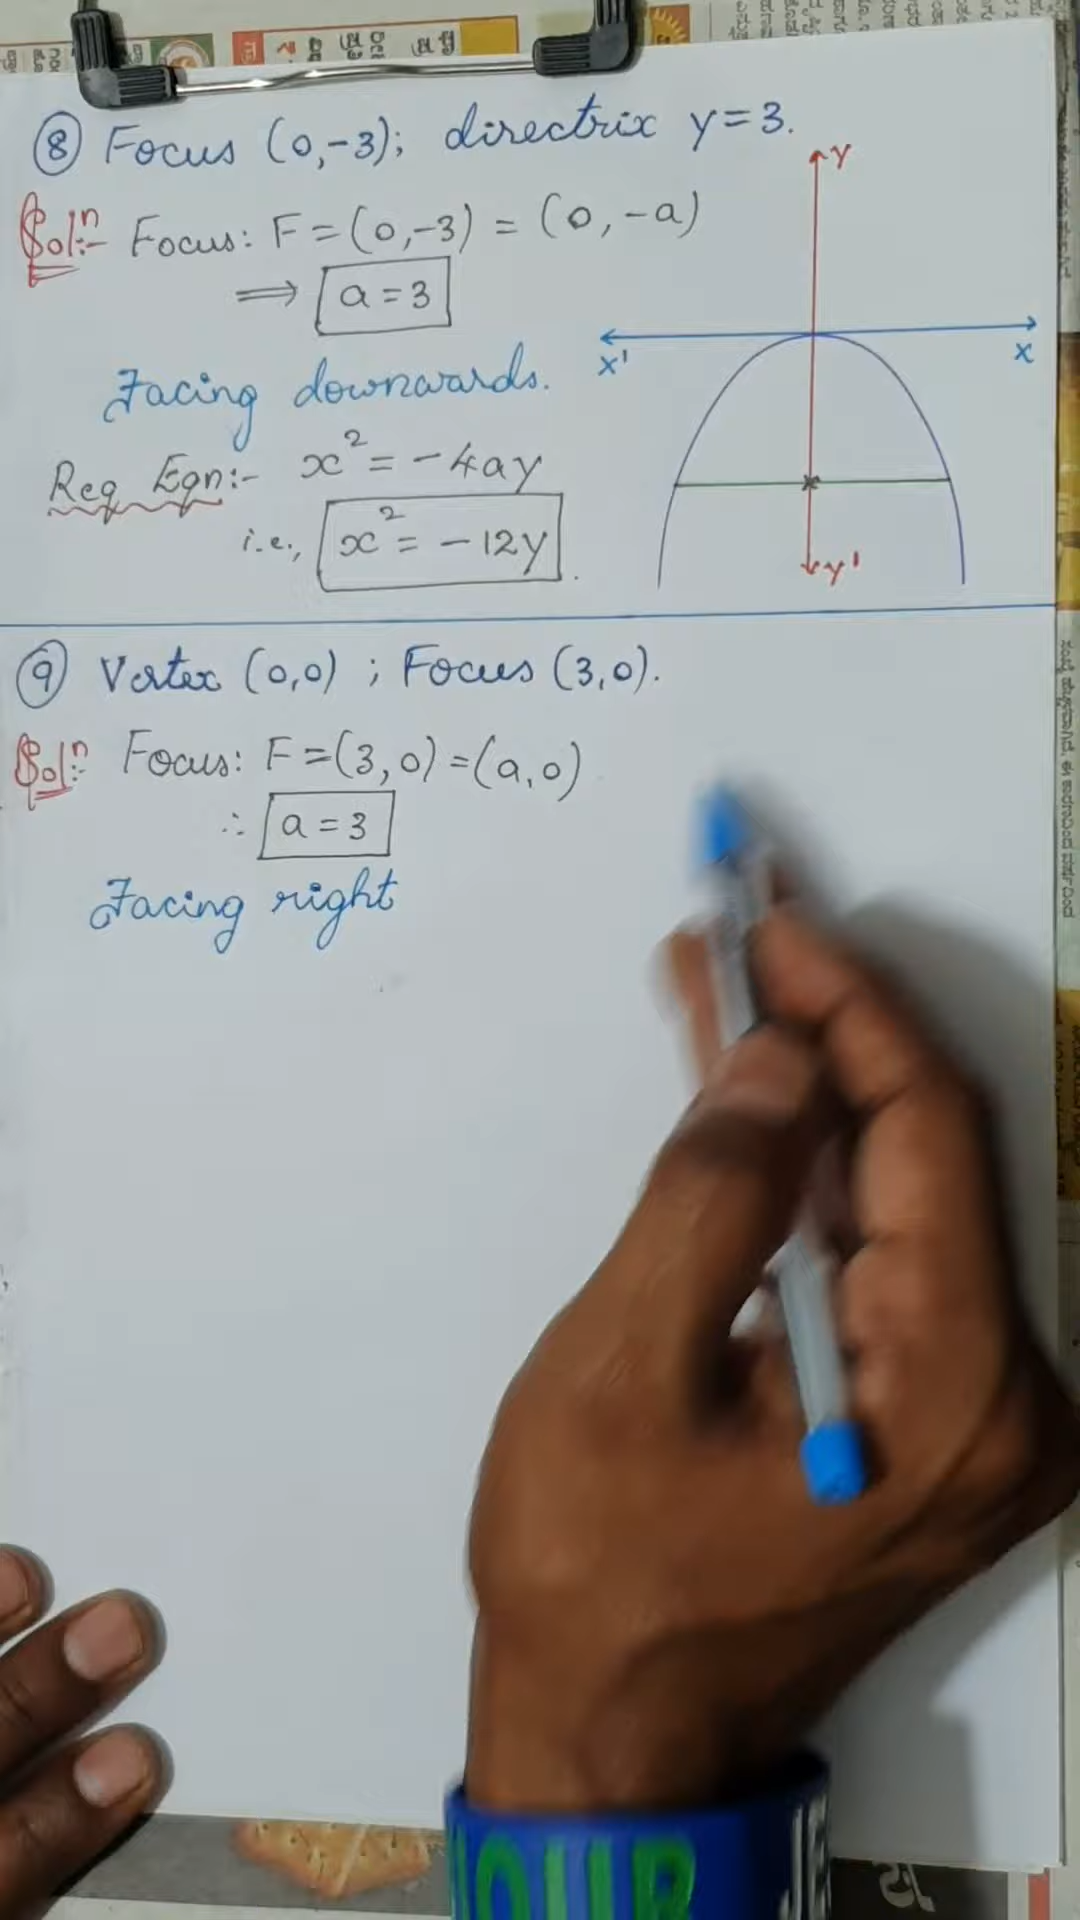 ⑧ Focus (0,-3); directrix y=3.
Solⁿ:- Focus: F = (0,-3) = (0, -a)
⟹ a = 3
Facing downwards.
Req Eqn:- x² = -4ay
i.e., x² = -12y.
Y
X'
X
Y'
⑨ Vertex (0,0) ; Focus (3,0).
Solⁿ:- Focus: F = (3,0) = (a,0)
∴ a = 3
Facing right